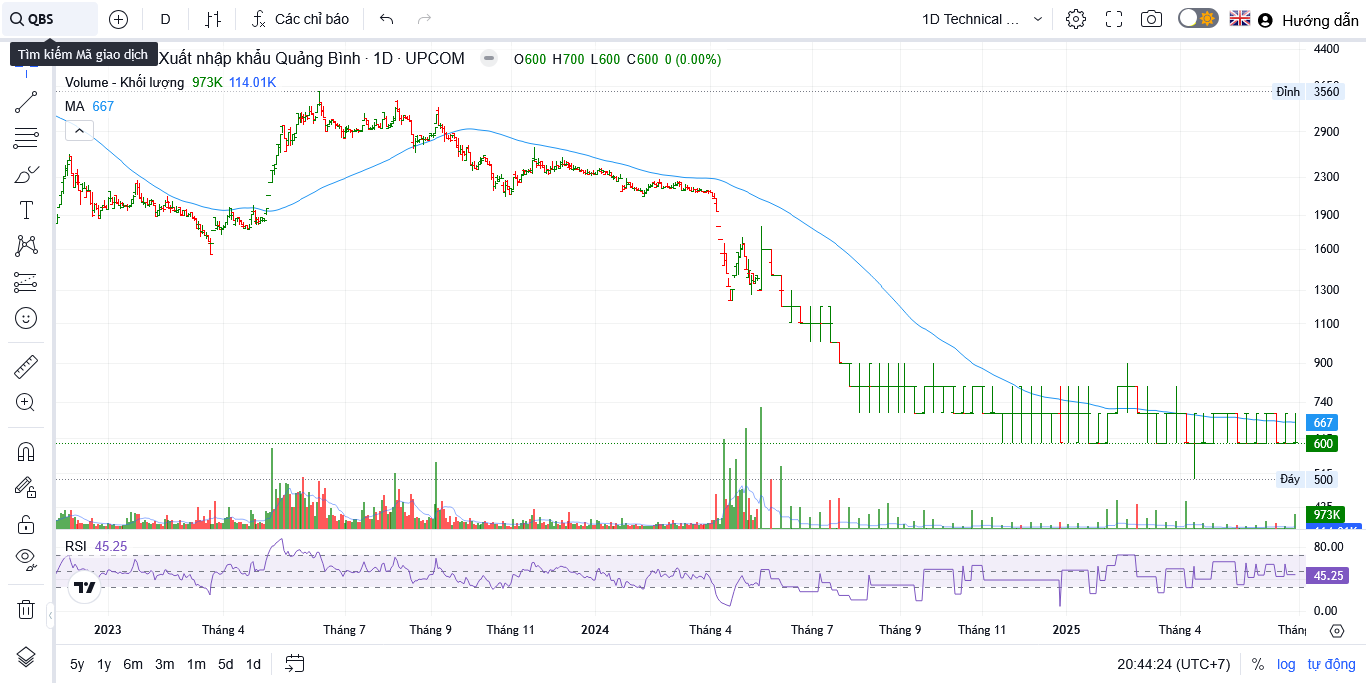 QBS
D
Các chỉ báo
1D Technical ...
Hướng dẫn
Tìm kiếm Mã giao dịch
Xuất nhập khẩu Quảng Bình · 1D · UPCOM
O600 H700 L600 C600 0 (0.00%)
Volume - Khối lượng 973K 114.01K
MA 667
4400
Đỉnh 3560
2900
2300
1900
1600
1300
1100
900
740
667
600
Đáy 500
973K
RSI 45.25
80.00
45.25
0.00
2023 Tháng 4 Tháng 7 Tháng 9 Tháng 11 2024 Tháng 4 Tháng 7 Tháng 9 Tháng 11 2025 Tháng 4
5y 1y 6m 3m 1m 5d 1d
20:44:24 (UTC+7) % log tự động